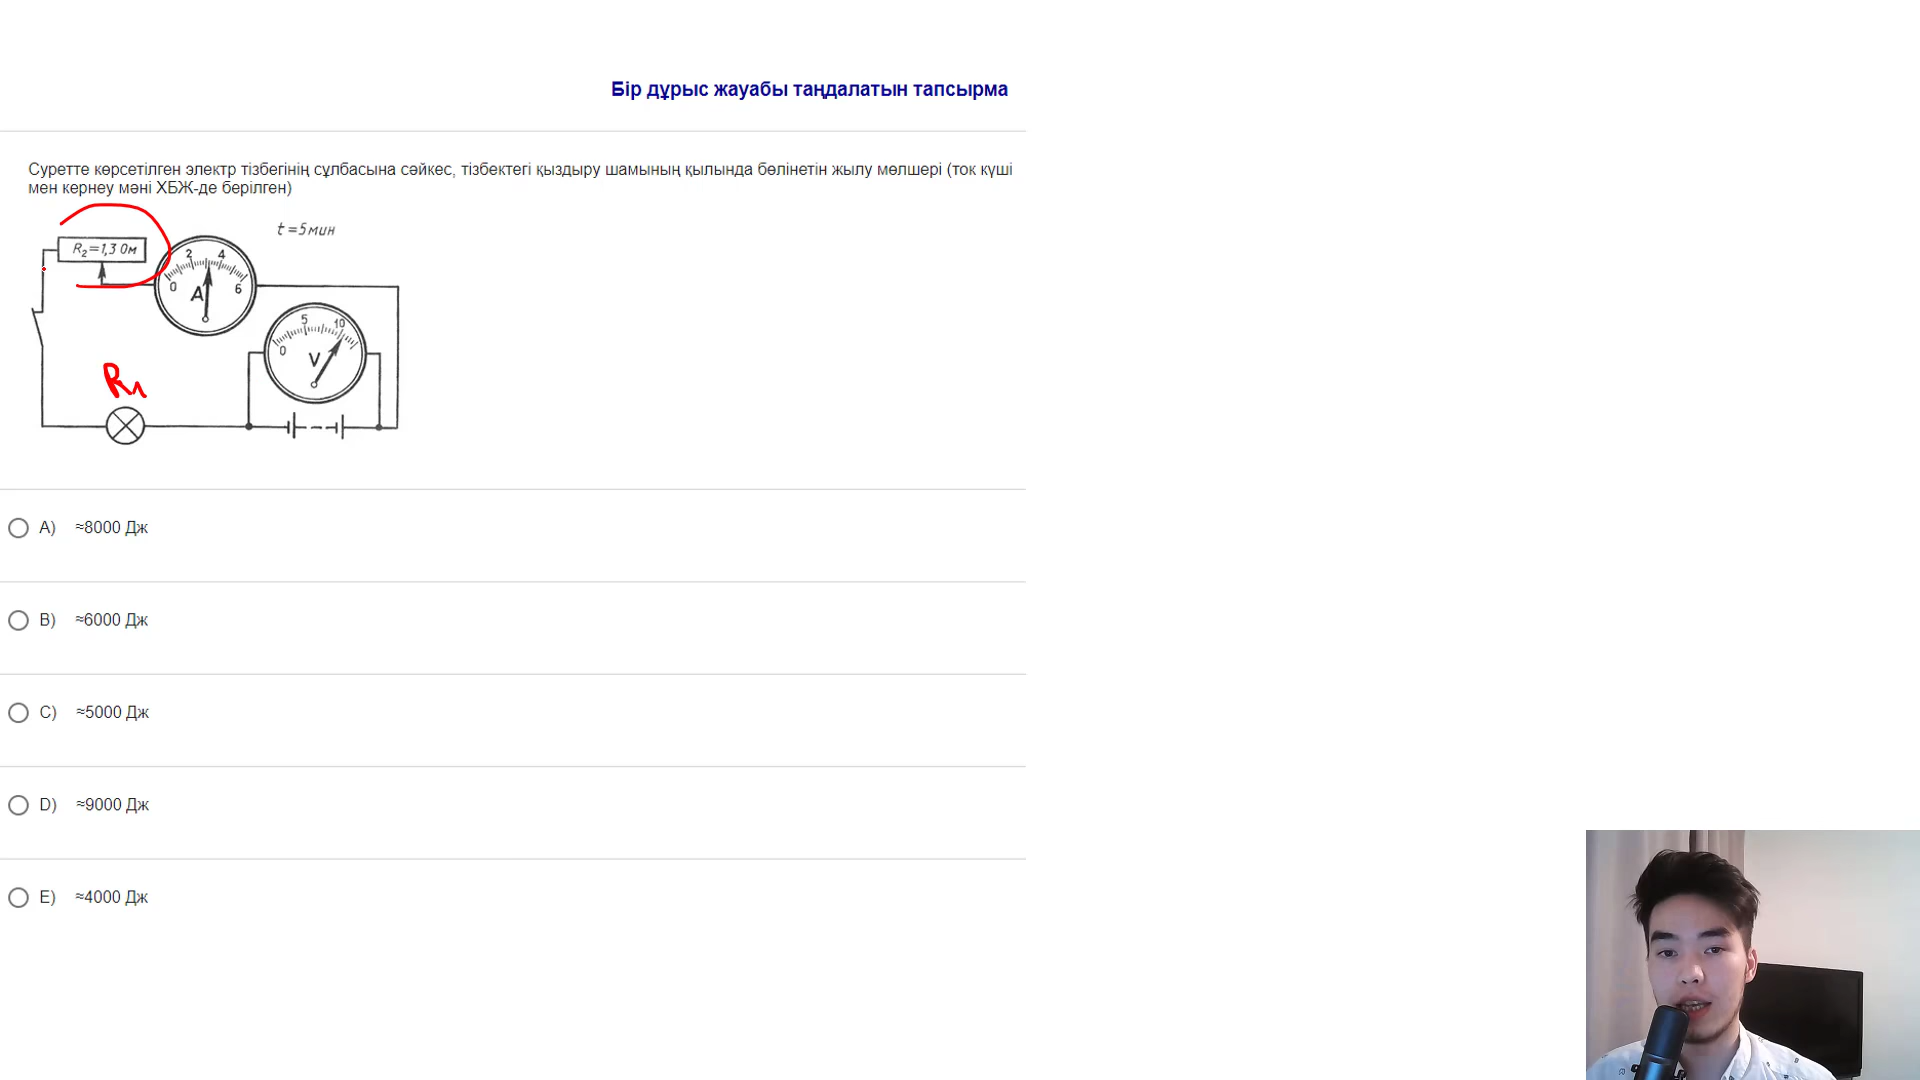 Бір дұрыс жауабы таңдалатын тапсырма
Суретте көрсетілген электр тізбегінің сұлбасына сәйкес, тізбектегі қыздыру шамының қылында бөлінетін жылу мөлшері (ток күші
мен кернеу мәні ХБЖ-де берілген)
t =5мин
R₂=1,3 Ом
2 4
0 6
A
5 10
0
V
R₁
A) ≈8000 Дж
B) ≈6000 Дж
C) ≈5000 Дж
D) ≈9000 Дж
E) ≈4000 Дж